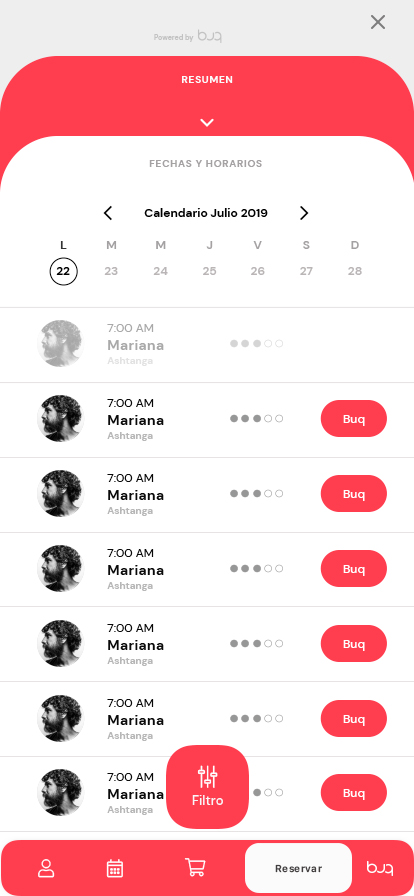 Powered by buq
RESUMEN
FECHAS Y HORARIOS
Calendario Julio 2019
L M M J V S D
22 23 24 25 26 27 28
7:00 AM
Mariana
Ashtanga
7:00 AM
Mariana
Ashtanga
Buq
7:00 AM
Mariana
Ashtanga
Buq
7:00 AM
Mariana
Ashtanga
Buq
7:00 AM
Mariana
Ashtanga
Buq
7:00 AM
Mariana
Ashtanga
Buq
7:00 AM
Mariana
Ashtanga
Buq
Filtro
Reservar
buq